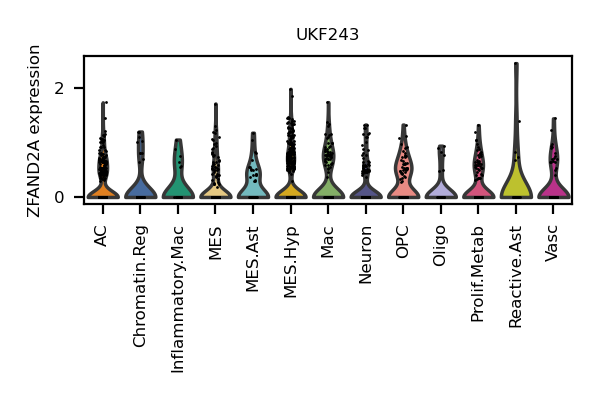 UKF243
ZFAND2A expression
2
0
AC
Chromatin.Reg
Inflammatory.Mac
MES
MES.Ast
MES.Hyp
Mac
Neuron
OPC
Oligo
Prolif.Metab
Reactive.Ast
Vasc